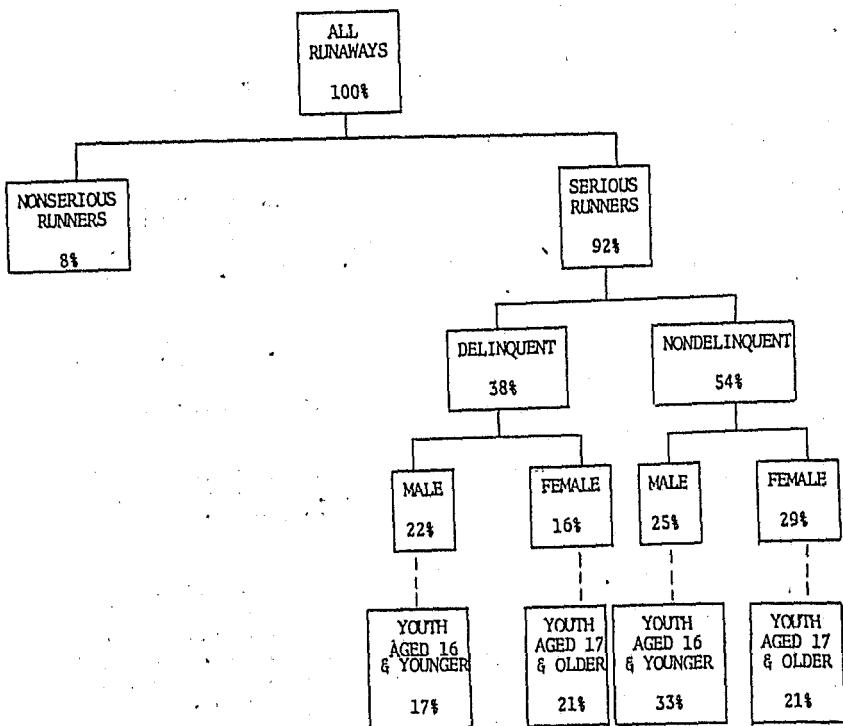 ALL
RUNAWAYS
100%
NONSERIOUS
RUNNERS
8%
SERIOUS
RUNNERS
92%
DELINQUENT
38%
NONDELINQUENT
54%
MALE
22%
FEMALE
16%
MALE
25%
FEMALE
29%
YOUTH
AGED 16
& YOUNGER
17%
YOUTH
AGED 17
& OLDER
21%
YOUTH
AGED 16
& YOUNGER
33%
YOUTH
AGED 17
& OLDER
21%